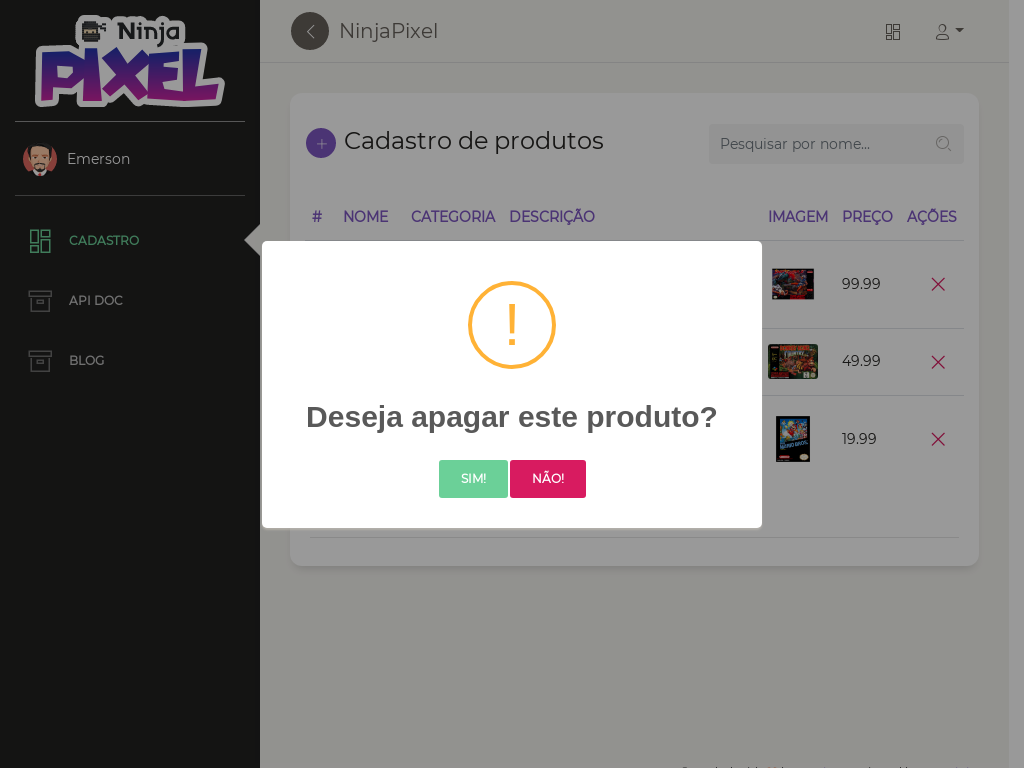 Ninja
PIXEL
NinjaPixel
Emerson
CADASTRO
API DOC
BLOG
Cadastro de produtos
Pesquisar por nome...
# NOME CATEGORIA DESCRIÇÃO IMAGEM PREÇO AÇÕES
99.99
49.99
19.99
!
Deseja apagar este produto?
SIM! NÃO!